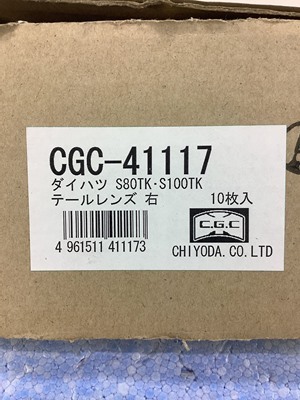 CGC-41117
ダイハツ S80TK・S100TK
テールレンズ 右 10枚入
C.G.C
4 961511 411173
CHIYODA.CO.LTD